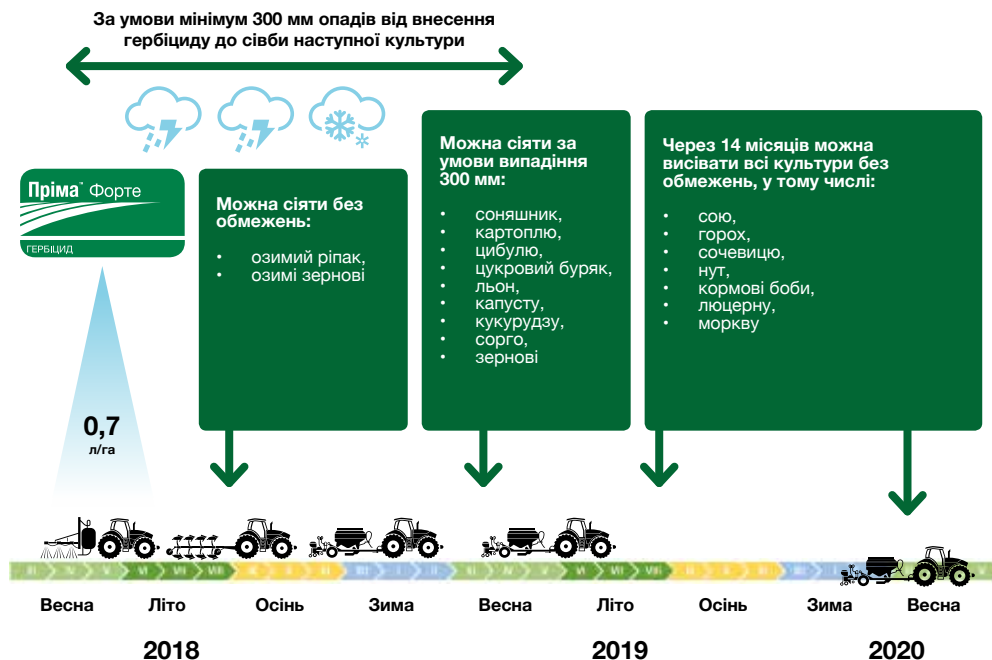 За умови мінімум 300 мм опадів від внесення
гербіциду до сівби наступної культури
Пріма™ Форте
ГЕРБІЦИД
0,7
л/га
Можна сіяти без
обмежень:
• озимий ріпак,
• озимі зернові
Можна сіяти за
умови випадіння
300 мм:
• соняшник,
• картоплю,
• цибулю,
• цукровий буряк,
• льон,
• капусту,
• кукурудзу,
• сорго,
• зернові
Через 14 місяців можна
висівати всі культури без
обмежень, у тому числі:
• сою,
• горох,
• сочевицю,
• нут,
• кормові боби,
• люцерну,
• моркву
Весна Літо Осінь Зима Весна Літо Осінь Зима Весна
2018 2019 2020